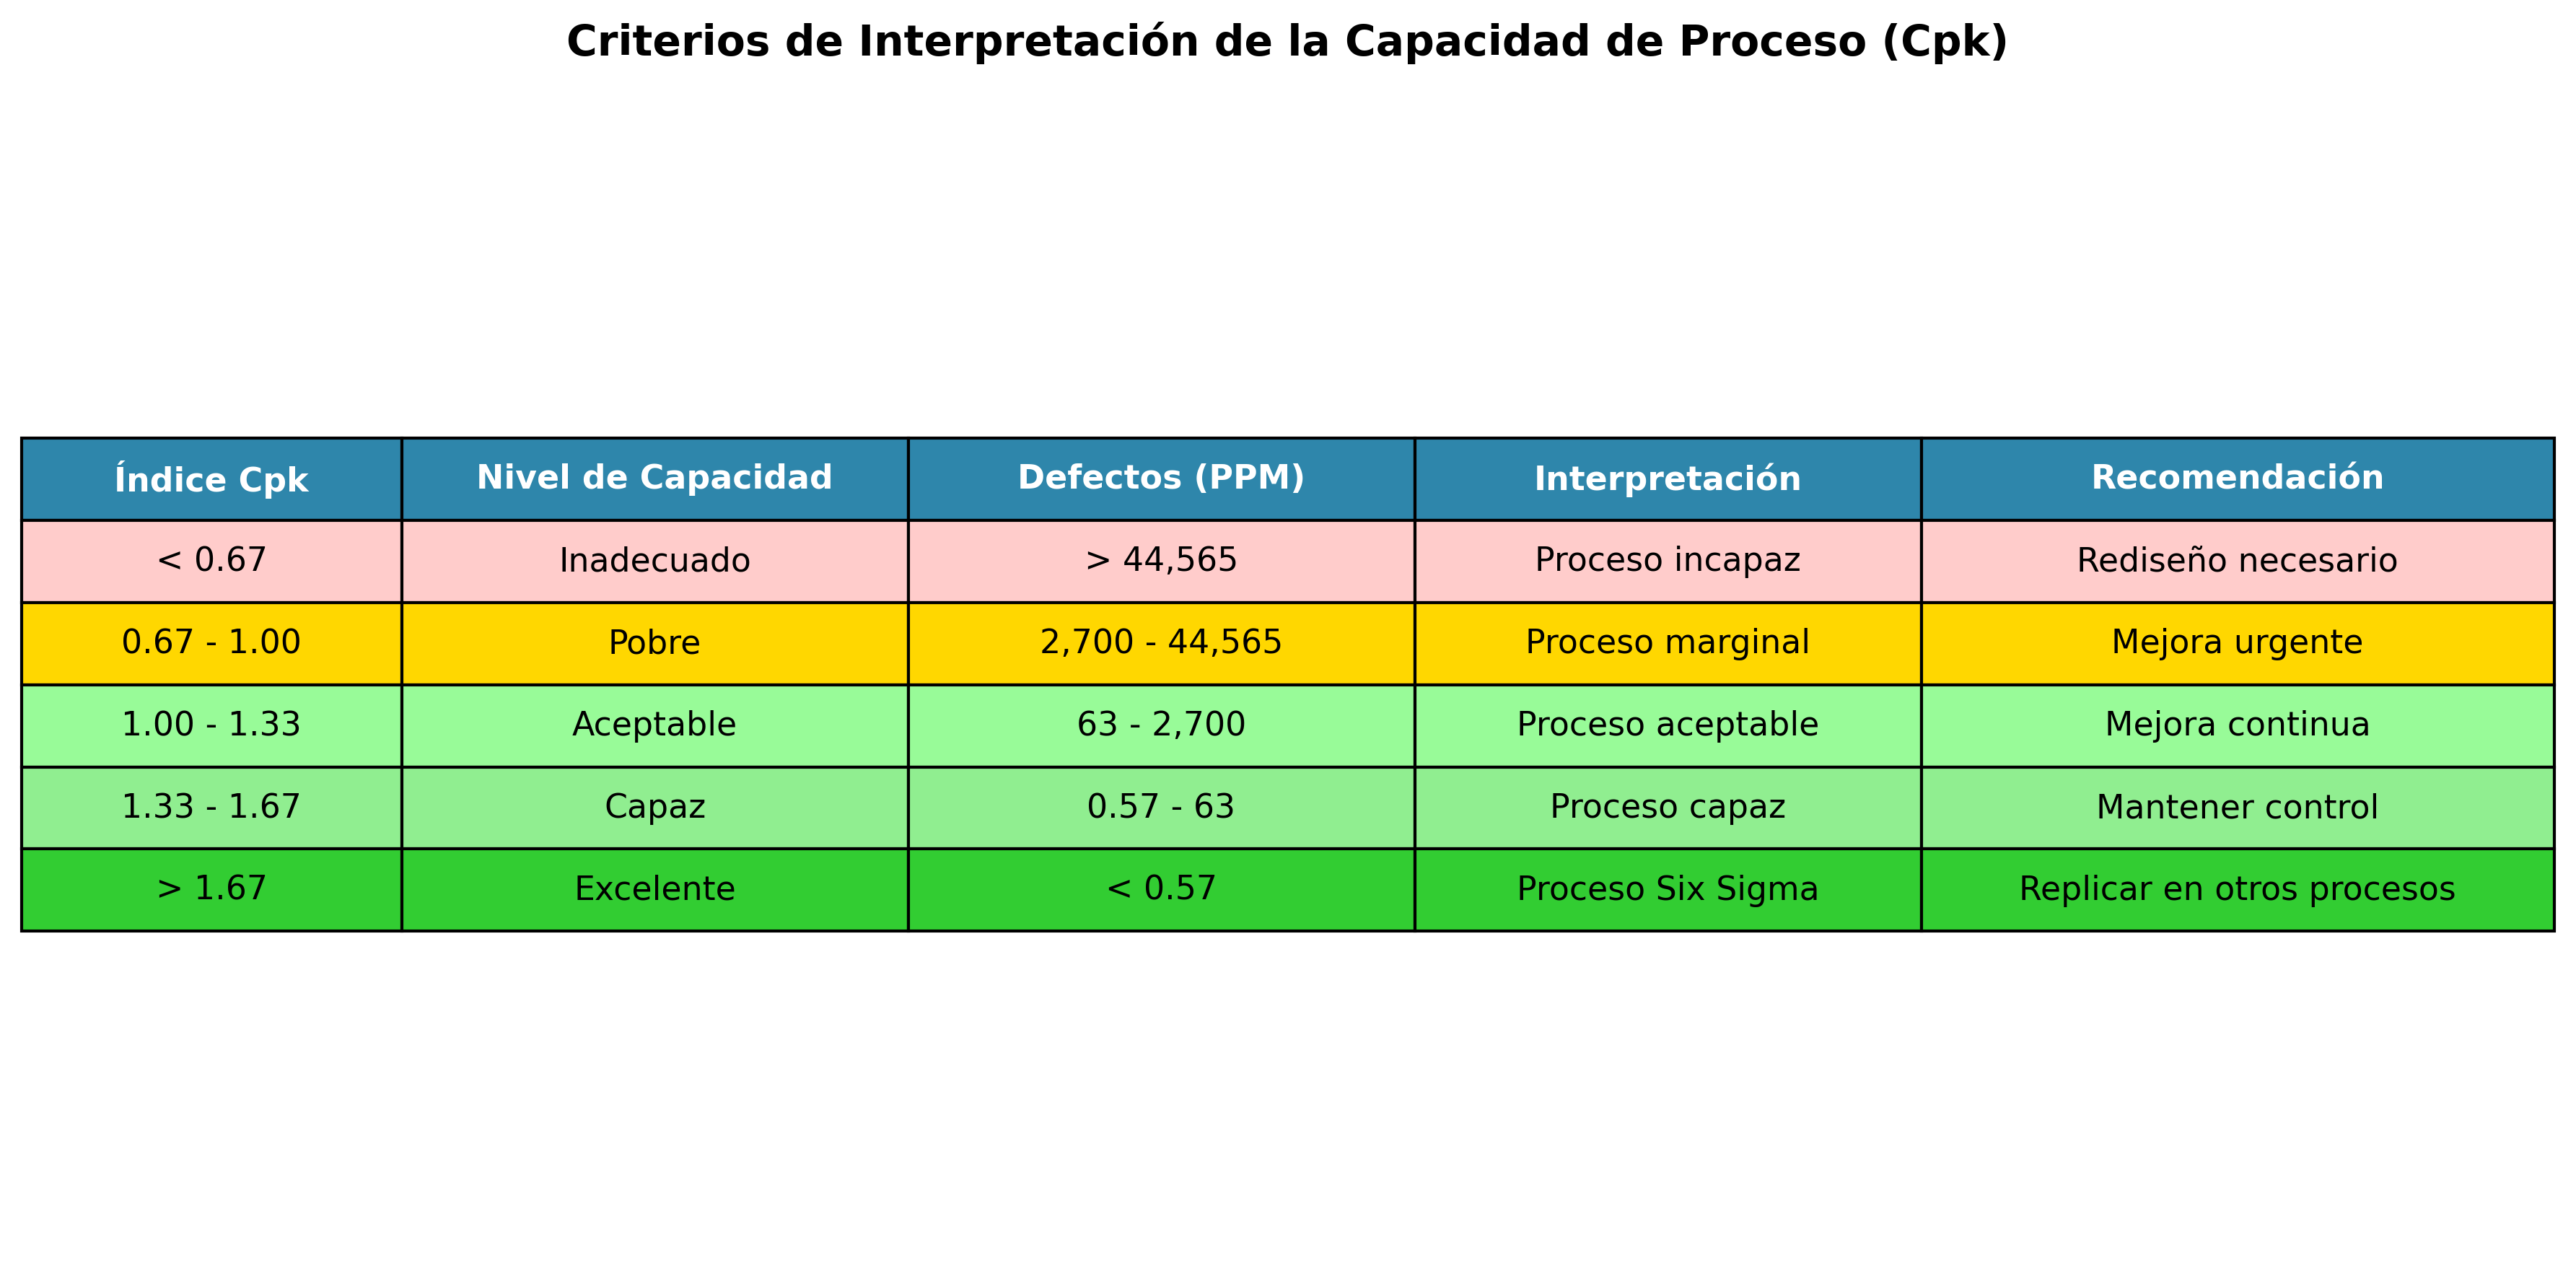 Criterios de Interpretación de la Capacidad de Proceso (Cpk)
Índice Cpk Nivel de Capacidad Defectos (PPM) Interpretación Recomendación
< 0.67 Inadecuado > 44,565 Proceso incapaz Rediseño necesario
0.67 - 1.00 Pobre 2,700 - 44,565 Proceso marginal Mejora urgente
1.00 - 1.33 Aceptable 63 - 2,700 Proceso aceptable Mejora continua
1.33 - 1.67 Capaz 0.57 - 63 Proceso capaz Mantener control
> 1.67 Excelente < 0.57 Proceso Six Sigma Replicar en otros procesos